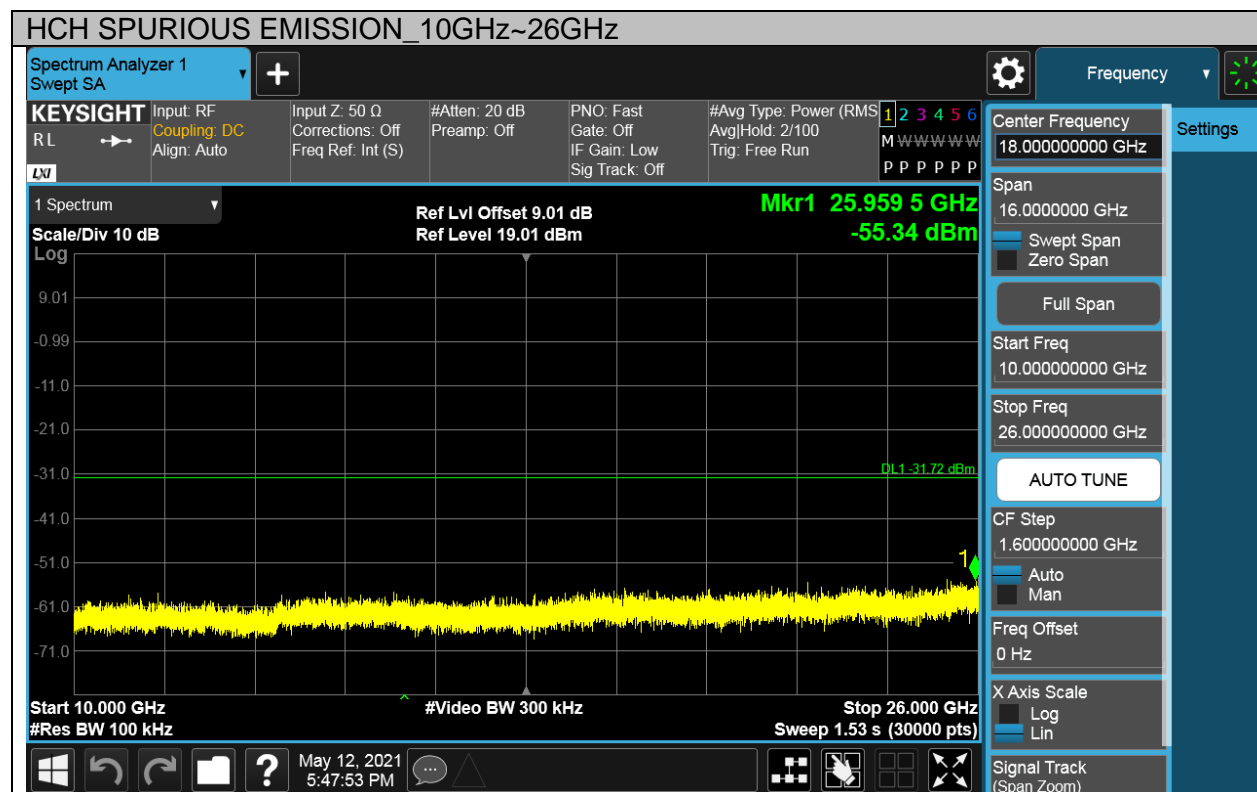 HCH SPURIOUS EMISSION_10GHz~26GHz
Spectrum Analyzer 1
Swept SA
+
Frequency
KEYSIGHT
RL
LXI
Input: RF
Coupling: DC
Align: Auto
Input Z: 50 Ω
Corrections: Off
Freq Ref: Int (S)
#Atten: 20 dB
Preamp: Off
PNO: Fast
Gate: Off
IF Gain: Low
Sig Track: Off
#Avg Type: Power (RMS
Avg|Hold: 2/100
Trig: Free Run
1 2 3 4 5 6
M W W W W W
P P P P P P
1 Spectrum
Scale/Div 10 dB
Ref Lvl Offset 9.01 dB
Ref Level 19.01 dBm
Mkr1 25.959 5 GHz
-55.34 dBm
Log
9.01
-0.99
-11.0
-21.0
-31.0
DL1 -31.72 dBm
-41.0
-51.0
1
-61.0
-71.0
Start 10.000 GHz
#Video BW 300 kHz
Stop 26.000 GHz
#Res BW 100 kHz
Sweep 1.53 s (30000 pts)
?
May 12, 2021
5:47:53 PM
Center Frequency
18.000000000 GHz
Settings
Span
16.0000000 GHz
Swept Span
Zero Span
Full Span
Start Freq
10.000000000 GHz
Stop Freq
26.000000000 GHz
AUTO TUNE
CF Step
1.600000000 GHz
Auto
Man
Freq Offset
0 Hz
X Axis Scale
Log
Lin
Signal Track
(Span Zoom)